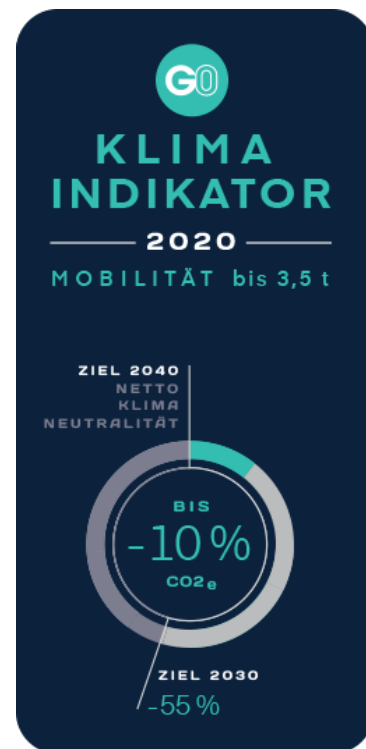 GO
KLIMA
INDIKATOR
2020
MOBILITÄT bis 3,5 t
ZIEL 2040
NETTO
KLIMA
NEUTRALITÄT
BIS
-10 %
CO2e
ZIEL 2030
-55 %